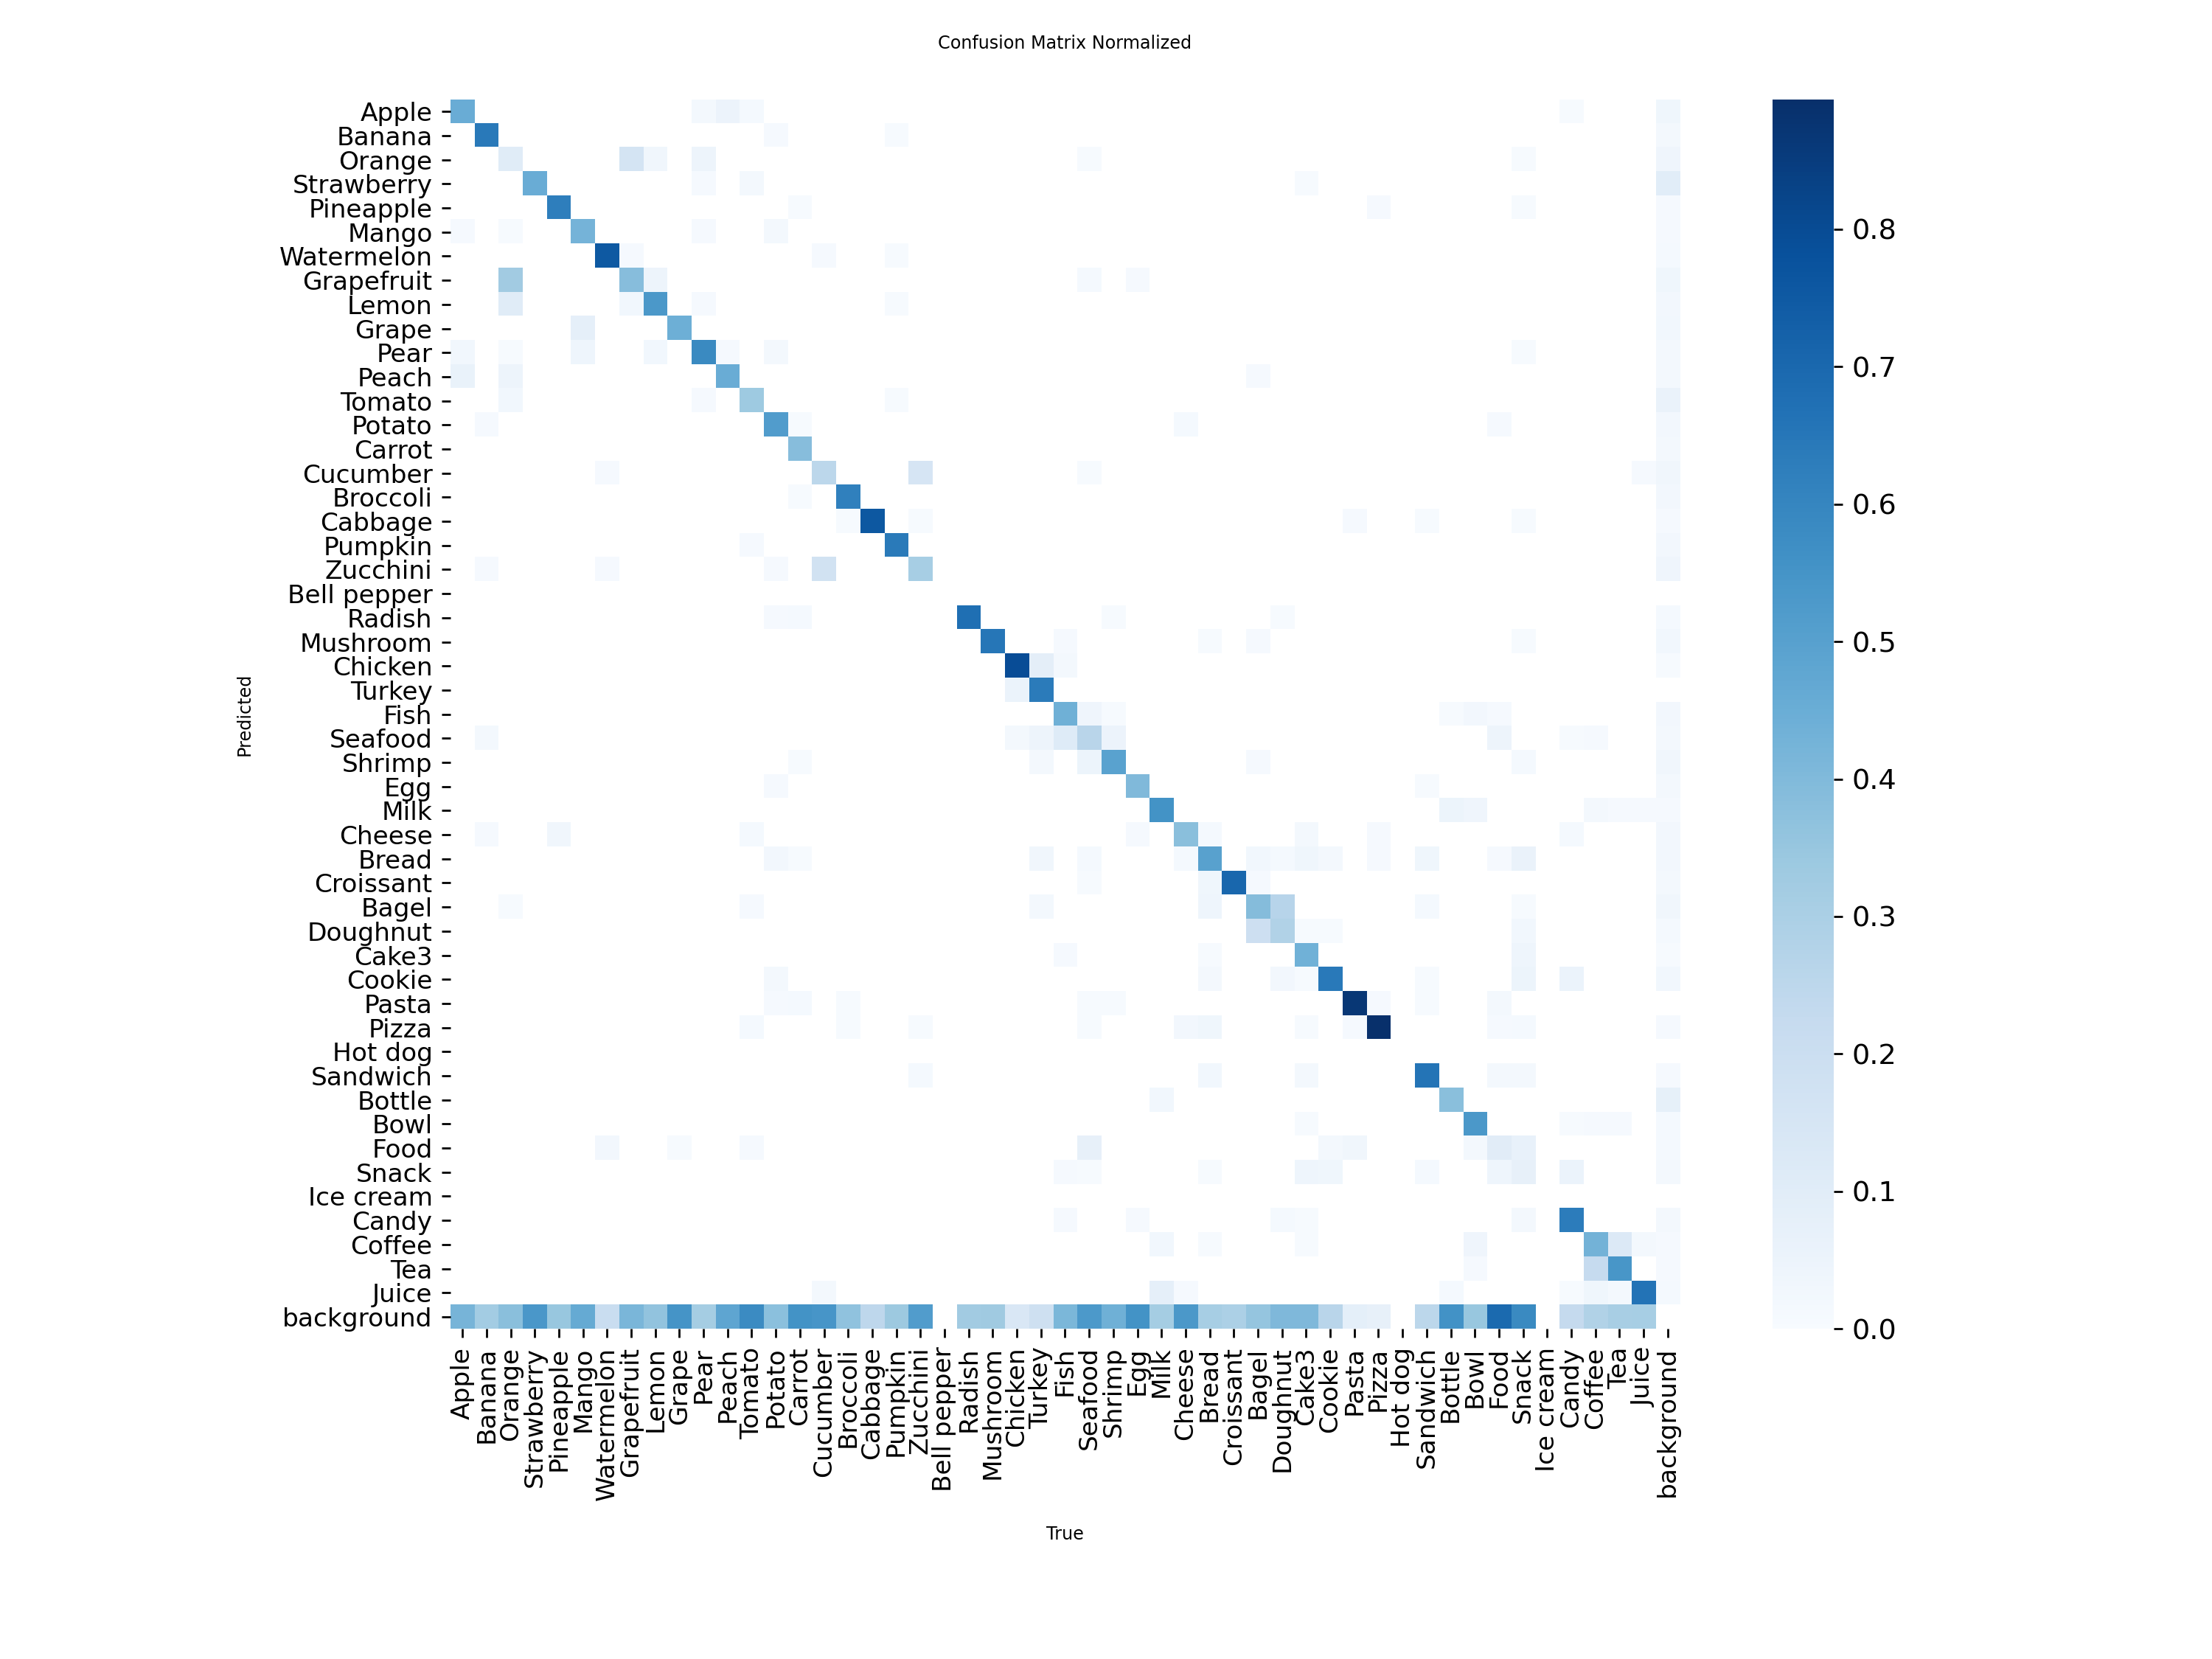 Confusion Matrix Normalized
Apple
Banana
Orange
Strawberry
Pineapple
Mango
Watermelon
Grapefruit
Lemon
Grape
Pear
Peach
Tomato
Potato
Carrot
Cucumber
Broccoli
Cabbage
Pumpkin
Zucchini
Bell pepper
Radish
Mushroom
Chicken
Turkey
Fish
Seafood
Shrimp
Egg
Milk
Cheese
Bread
Croissant
Bagel
Doughnut
Cake3
Cookie
Pasta
Pizza
Hot dog
Sandwich
Bottle
Bowl
Food
Snack
Ice cream
Candy
Coffee
Tea
Juice
background
Predicted
Apple
Banana
Orange
Strawberry
Pineapple
Mango
Watermelon
Grapefruit
Lemon
Grape
Pear
Peach
Tomato
Potato
Carrot
Cucumber
Broccoli
Cabbage
Pumpkin
Zucchini
Bell pepper
Radish
Mushroom
Chicken
Turkey
Fish
Seafood
Shrimp
Egg
Milk
Cheese
Bread
Croissant
Bagel
Doughnut
Cake3
Cookie
Pasta
Pizza
Hot dog
Sandwich
Bottle
Bowl
Food
Snack
Ice cream
Candy
Coffee
Tea
Juice
background
True
0.8
0.7
0.6
0.5
0.4
0.3
0.2
0.1
0.0